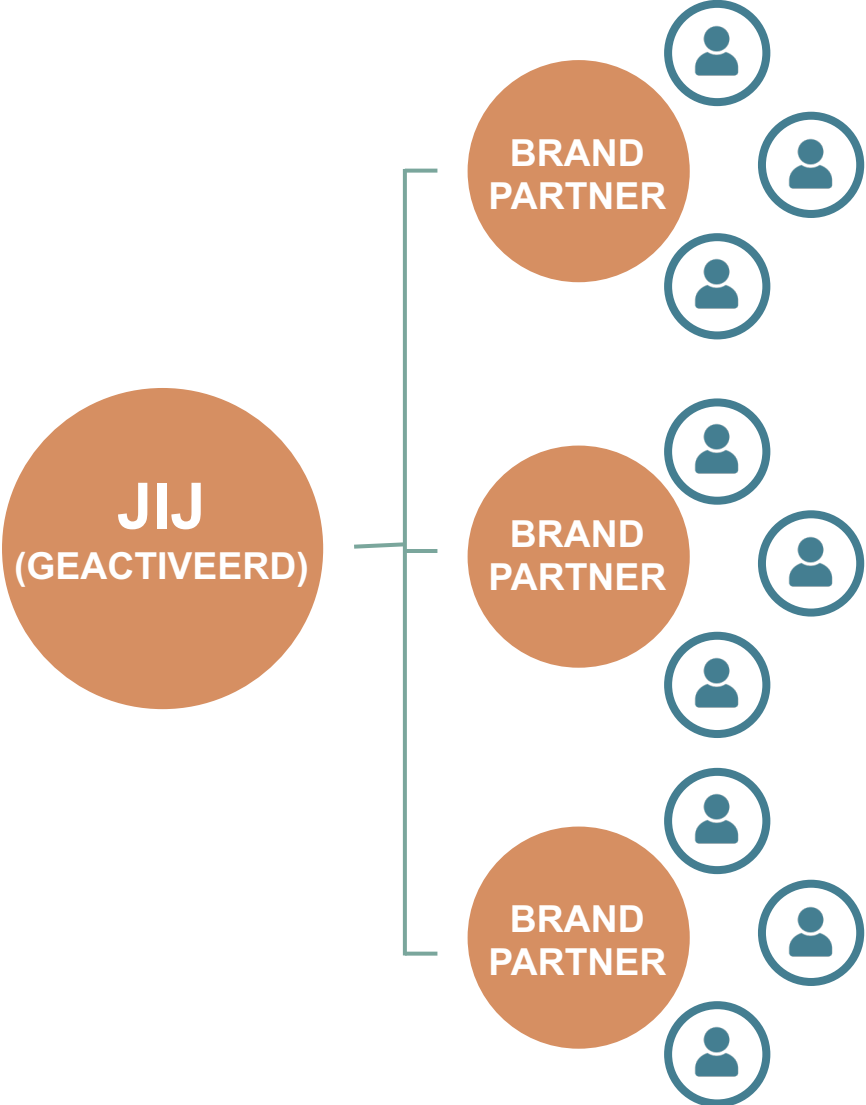 BRAND
PARTNER
JIJ
(GEACTIVEERD)
BRAND
PARTNER
BRAND
PARTNER